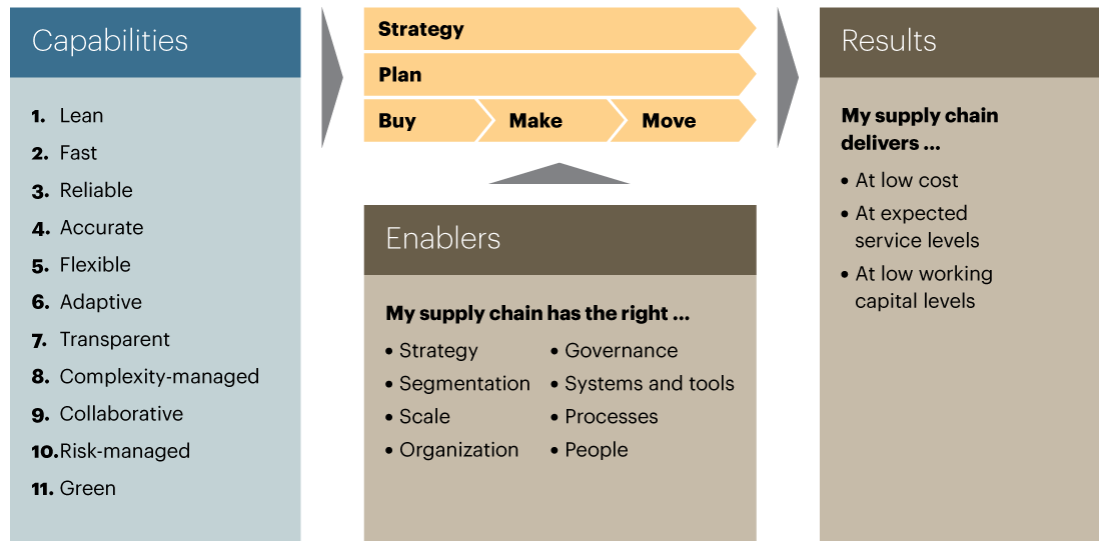 Capabilities
1. Lean
2. Fast
3. Reliable
4. Accurate
5. Flexible
6. Adaptive
7. Transparent
8. Complexity-managed
9. Collaborative
10. Risk-managed
11. Green
Strategy
Plan
Buy
Make
Move
Enablers
My supply chain has the right ...
• Strategy
• Segmentation
• Scale
• Organization
• Governance
• Systems and tools
• Processes
• People
Results
My supply chain
delivers ...
• At low cost
• At expected
service levels
• At low working
capital levels